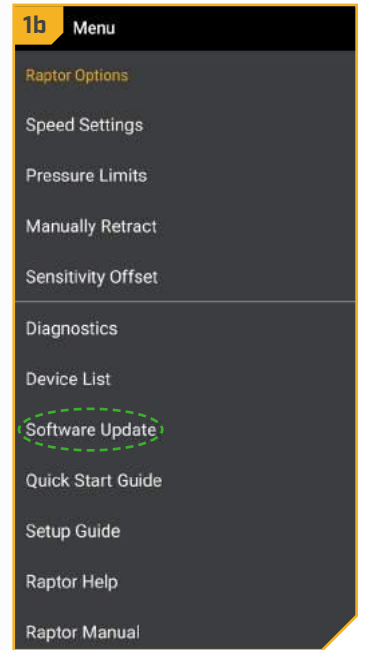 1b Menu
Raptor Options
Speed Settings
Pressure Limits
Manually Retract
Sensitivity Offset
Diagnostics
Device List
Software Update
Quick Start Guide
Setup Guide
Raptor Help
Raptor Manual